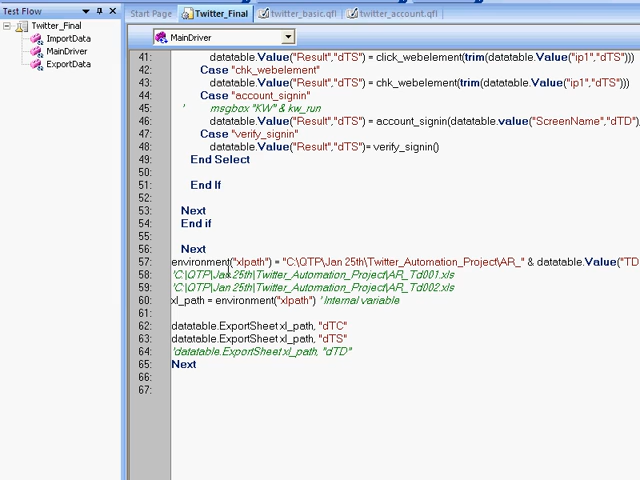 Test Flow
Twitter_Final
ImportData
MainDriver
ExportData
Start Page Twitter_Final twitter_basic.qfl twitter_account.qfl
MainDriver
41: datatable.Value("Result","dTS") = click_webelement(trim(datatable.Value("ip1","dTS")))
42: Case "chk_webelement"
43: datatable.Value("Result","dTS") = chk_webelement(trim(datatable.Value("ip1","dTS")))
44: Case "account_signin"
45: ' msgbox "KW" & kw_run
46: datatable.Value("Result","dTS") = account_signin(datatable.value("ScreenName","dTD"),
47: Case "verify_signin"
48: datatable.Value("Result","dTS")= verify_signin()
49: End Select
50:
51: End If
52:
53: Next
54: End if
55:
56: Next
57: environment("xlpath") = "C:\QTP\Jan 25th\Twitter_Automation_Project\AR_" & datatable.Value("TD
58: 'C:\QTP\Jan 25th\Twitter_Automation_Project\AR_Td001.xls
59: 'C:\QTP\Jan 25th\Twitter_Automation_Project\AR_Td002.xls
60: xl_path = environment("xlpath") ' Internal variable
61:
62: datatable.ExportSheet xl_path, "dTC"
63: datatable.ExportSheet xl_path, "dTS"
64: 'datatable.ExportSheet xl_path, "dTD"
65: Next
66:
67: